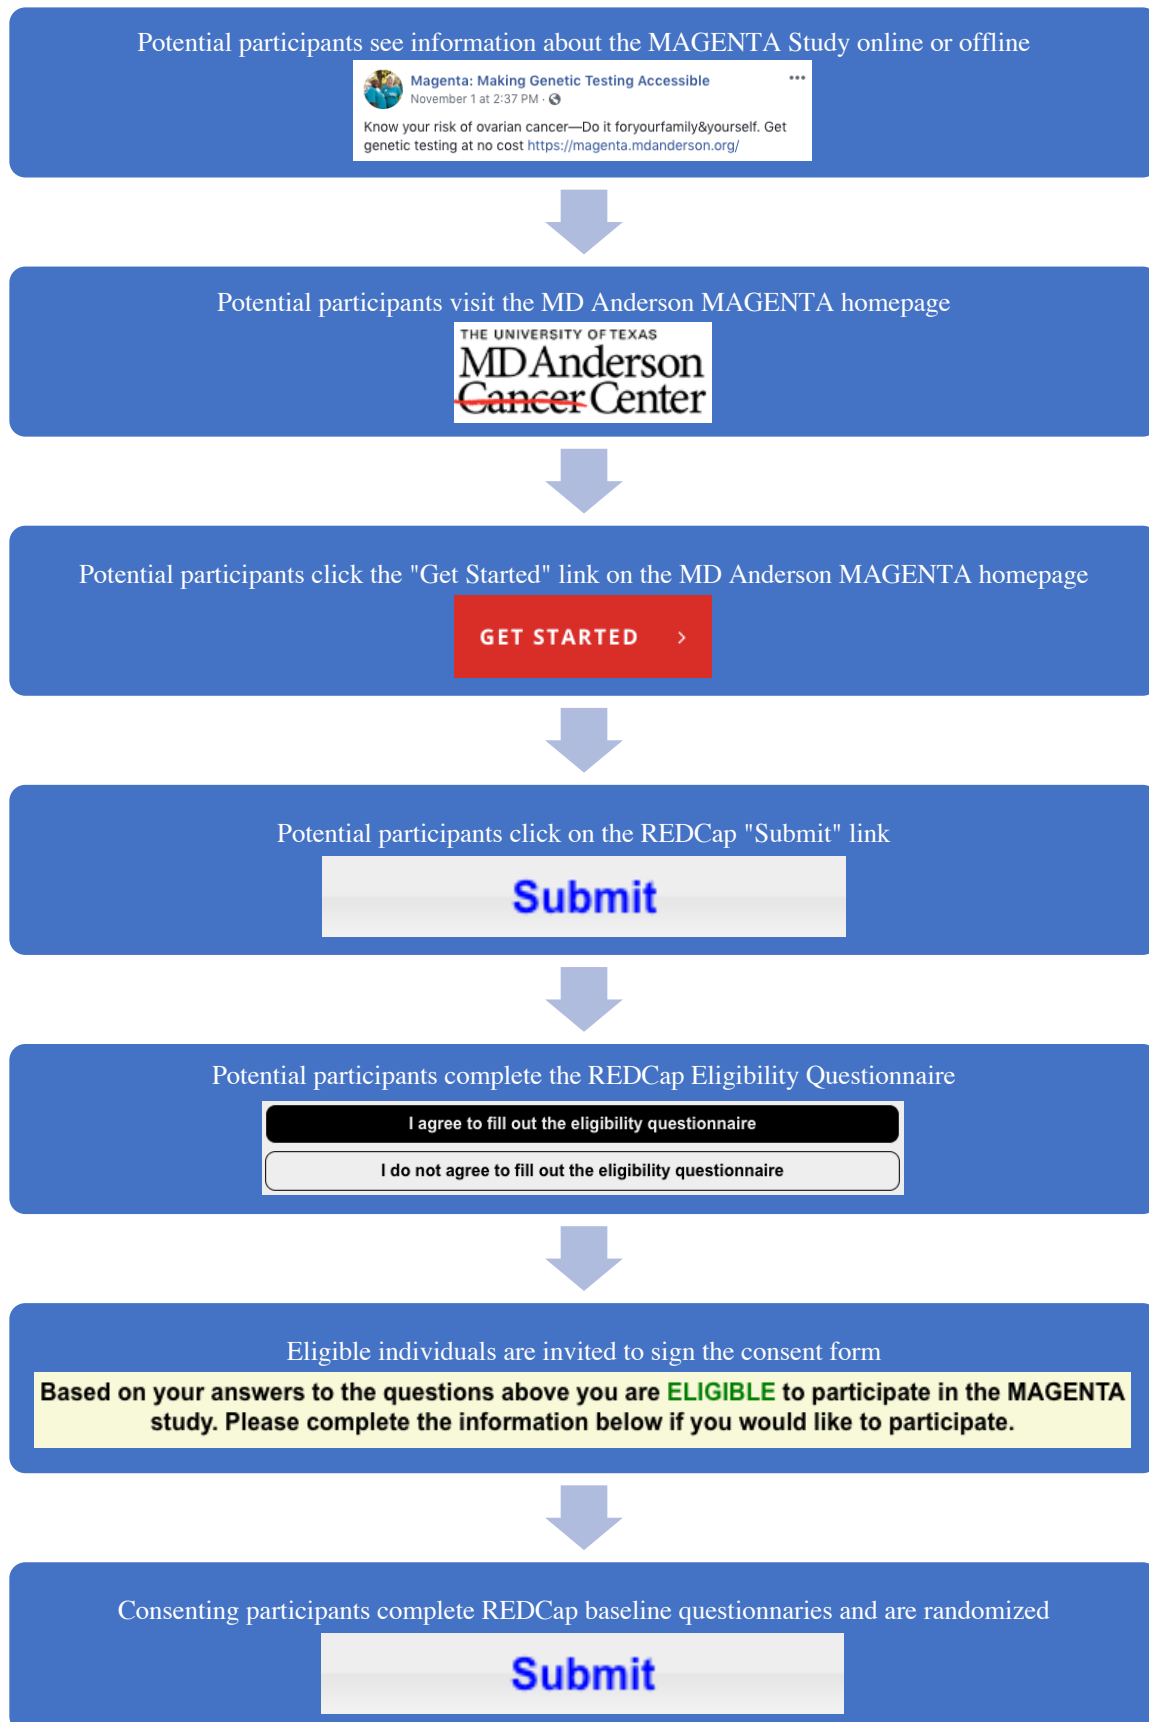 Potential participants see information about the MAGENTA Study online or offline
Magenta: Making Genetic Testing Accessible
November 1 at 2:37 PM ·
Know your risk of ovarian cancer—Do it foryourfamily&yourself. Get
genetic testing at no cost https://magenta.mdanderson.org/
Potential participants visit the MD Anderson MAGENTA homepage
THE UNIVERSITY OF TEXAS
MD Anderson
Cancer Center
Potential participants click the "Get Started" link on the MD Anderson MAGENTA homepage
GET STARTED >
Potential participants click on the REDCap "Submit" link
Submit
Potential participants complete the REDCap Eligibility Questionnaire
I agree to fill out the eligibility questionnaire
I do not agree to fill out the eligibility questionnaire
Eligible individuals are invited to sign the consent form
Based on your answers to the questions above you are ELIGIBLE to participate in the MAGENTA
study. Please complete the information below if you would like to participate.
Consenting participants complete REDCap baseline questionnaries and are randomized
Submit